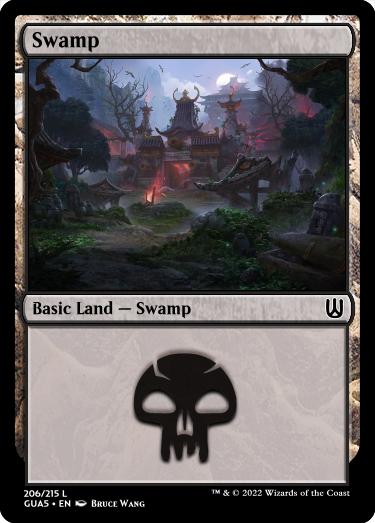 Swamp
Basic Land — Swamp
206/215 L
GUA5 • EN Bruce Wang
™ & © 2022 Wizards of the Coast